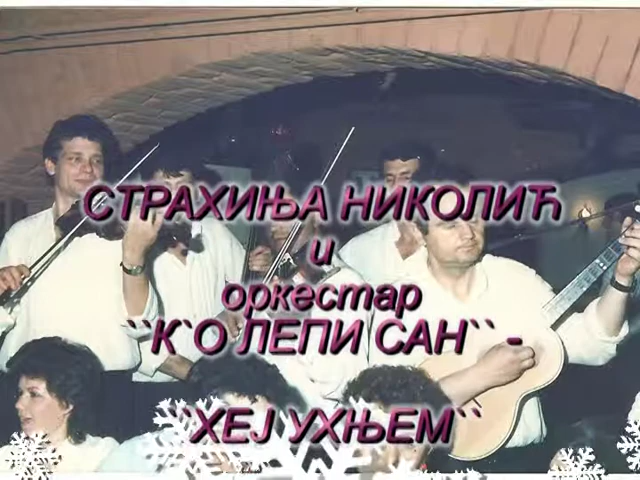 СТРАХИЊА НИКОЛИЋ
и
оркестар
``К`О ЛЕПИ САН`` -
``ХЕЈ УХЊЕМ``